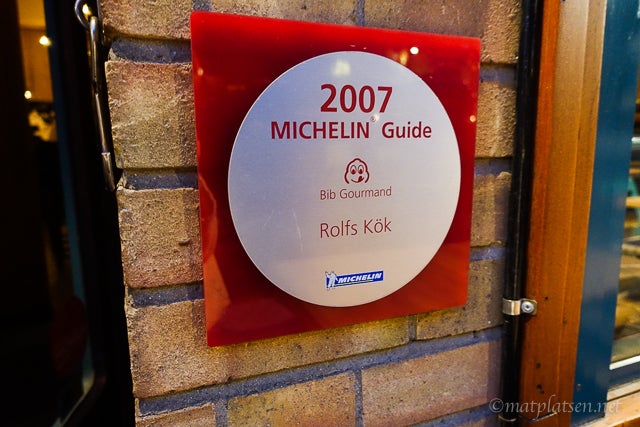 2007
MICHELIN® Guide
Bib Gourmand
Rolfs Kök
MICHELIN
©matplatsen.net